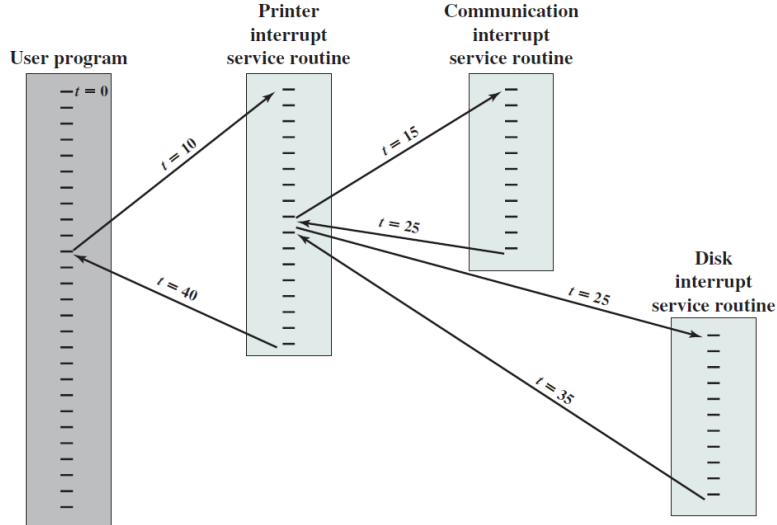 Printer
interrupt
service routine
Communication
interrupt
service routine
User program
t = 0
t = 10
t = 15
t = 25
t = 40
t = 25
t = 35
Disk
interrupt
service routine